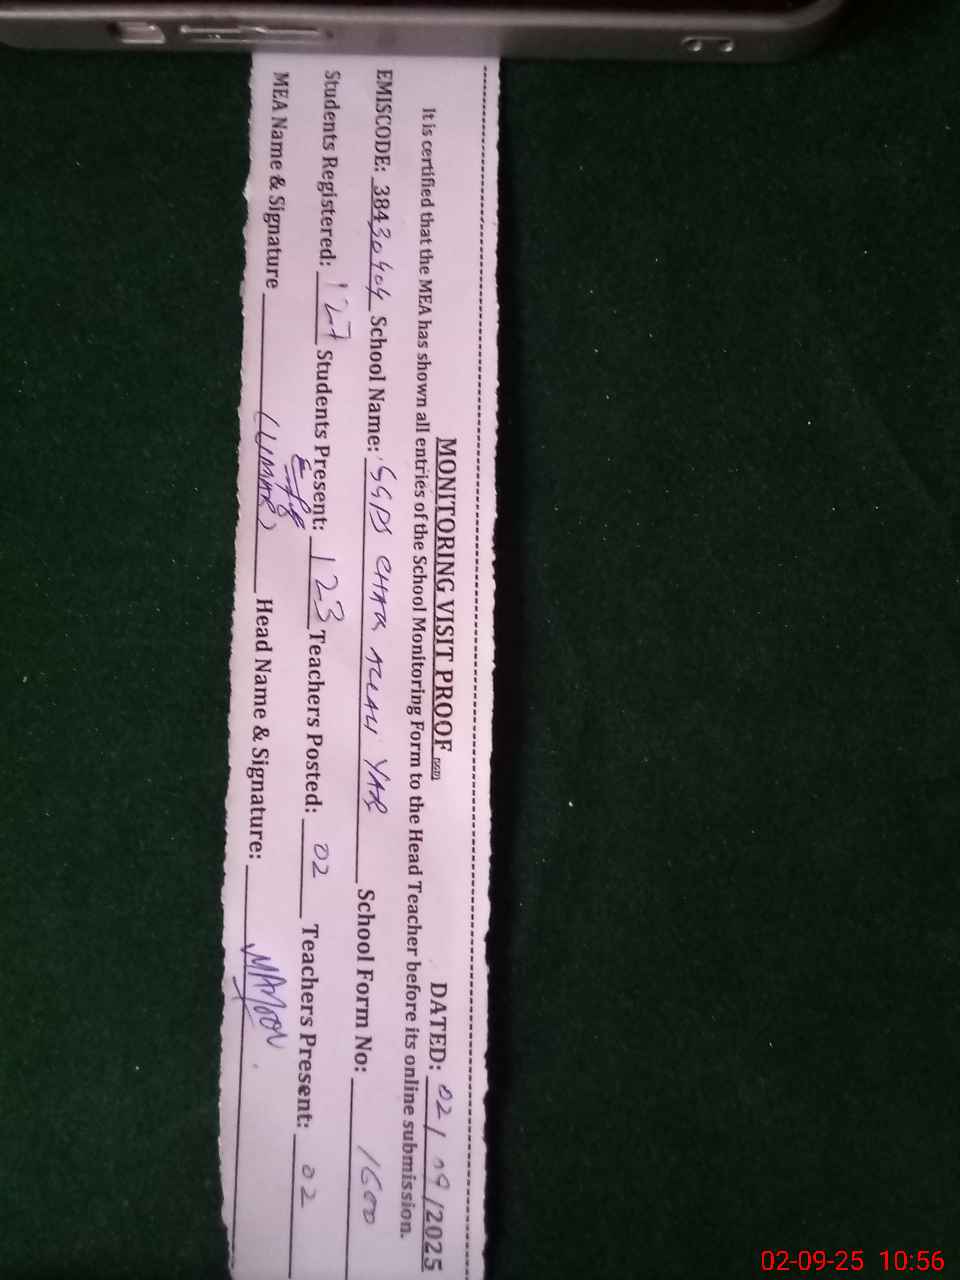 MONITORING VISIT PROOF DATED: 02/09/2025
It is certified that the MEA has shown all entries of the School Monitoring Form to the Head Teacher before its online submission.
EMISCODE: 38430404 School Name: GGPS CHAK ALLAH YAR School Form No: 1600
Students Registered: 127 Students Present: 123 Teachers Posted: 02 Teachers Present: 02
MEA Name & Signature (UMAR) Head Name & Signature:
02-09-25 10:56